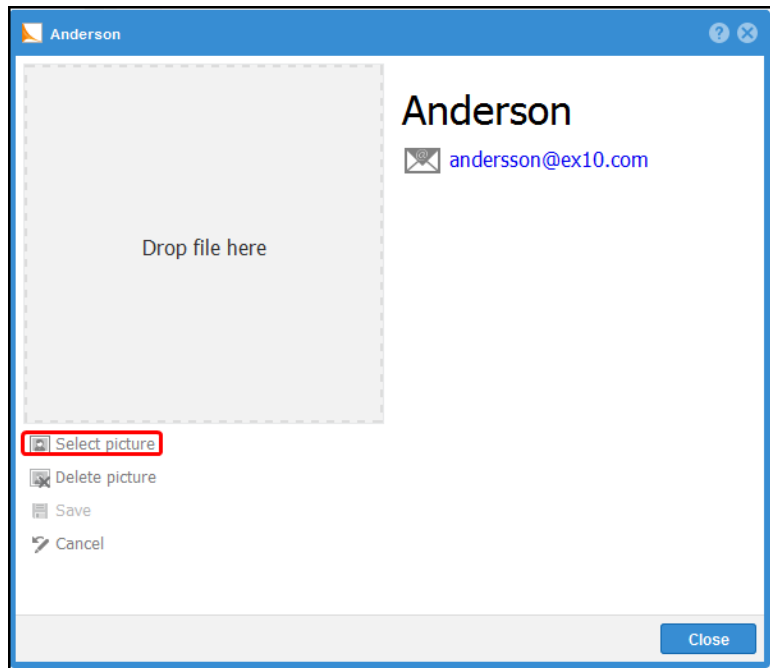 Anderson
Anderson
andersson@ex10.com
Drop file here
Select picture
Delete picture
Save
Cancel
Close